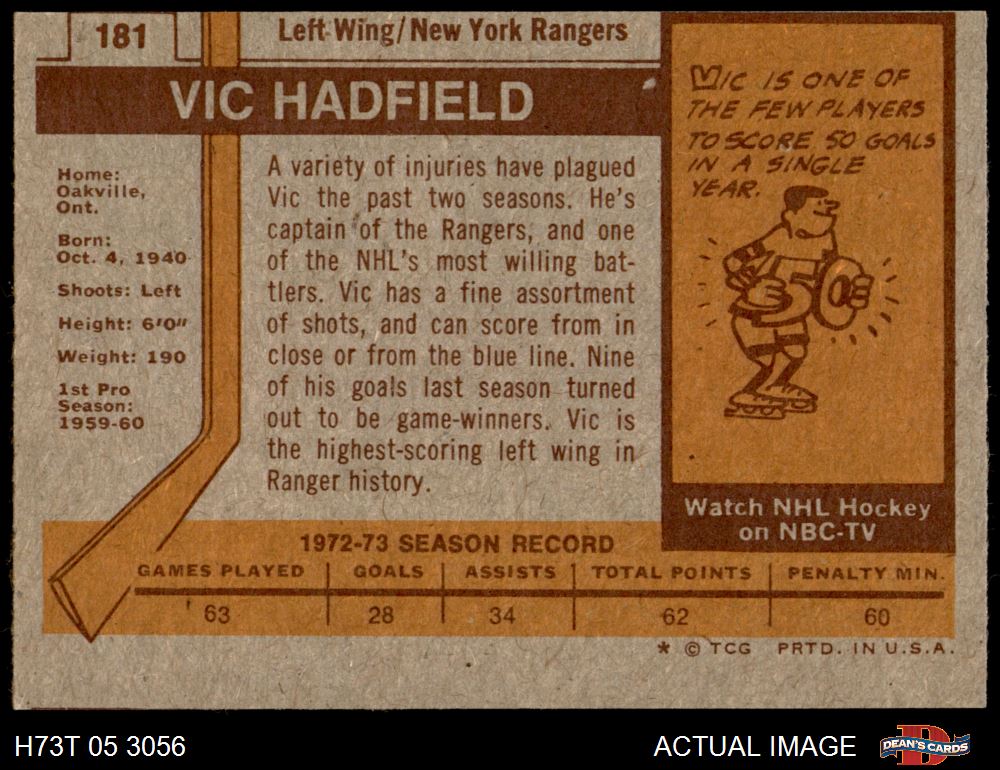 181
Left Wing/New York Rangers
VIC HADFIELD
Home:
Oakville,
Ont.
Born:
Oct. 4, 1940
Shoots: Left
Height: 6'0"
Weight: 190
1st Pro
Season:
1959-60
A variety of injuries have plagued
Vic the past two seasons. He's
captain of the Rangers, and one
of the NHL's most willing bat-
tlers. Vic has a fine assortment
of shots, and can score from in
close or from the blue line. Nine
of his goals last season turned
out to be game-winners. Vic is
the highest-scoring left wing in
Ranger history.
VIC IS ONE OF
THE FEW PLAYERS
TO SCORE 50 GOALS
IN A SINGLE
YEAR.
Watch NHL Hockey
on NBC-TV
1972-73 SEASON RECORD
GAMES PLAYED GOALS ASSISTS TOTAL POINTS PENALTY MIN.
63 28 34 62 60
* © TCG PRTD. IN U.S.A.
H73T 05 3056
ACTUAL IMAGE
D
DEAN'S CARDS